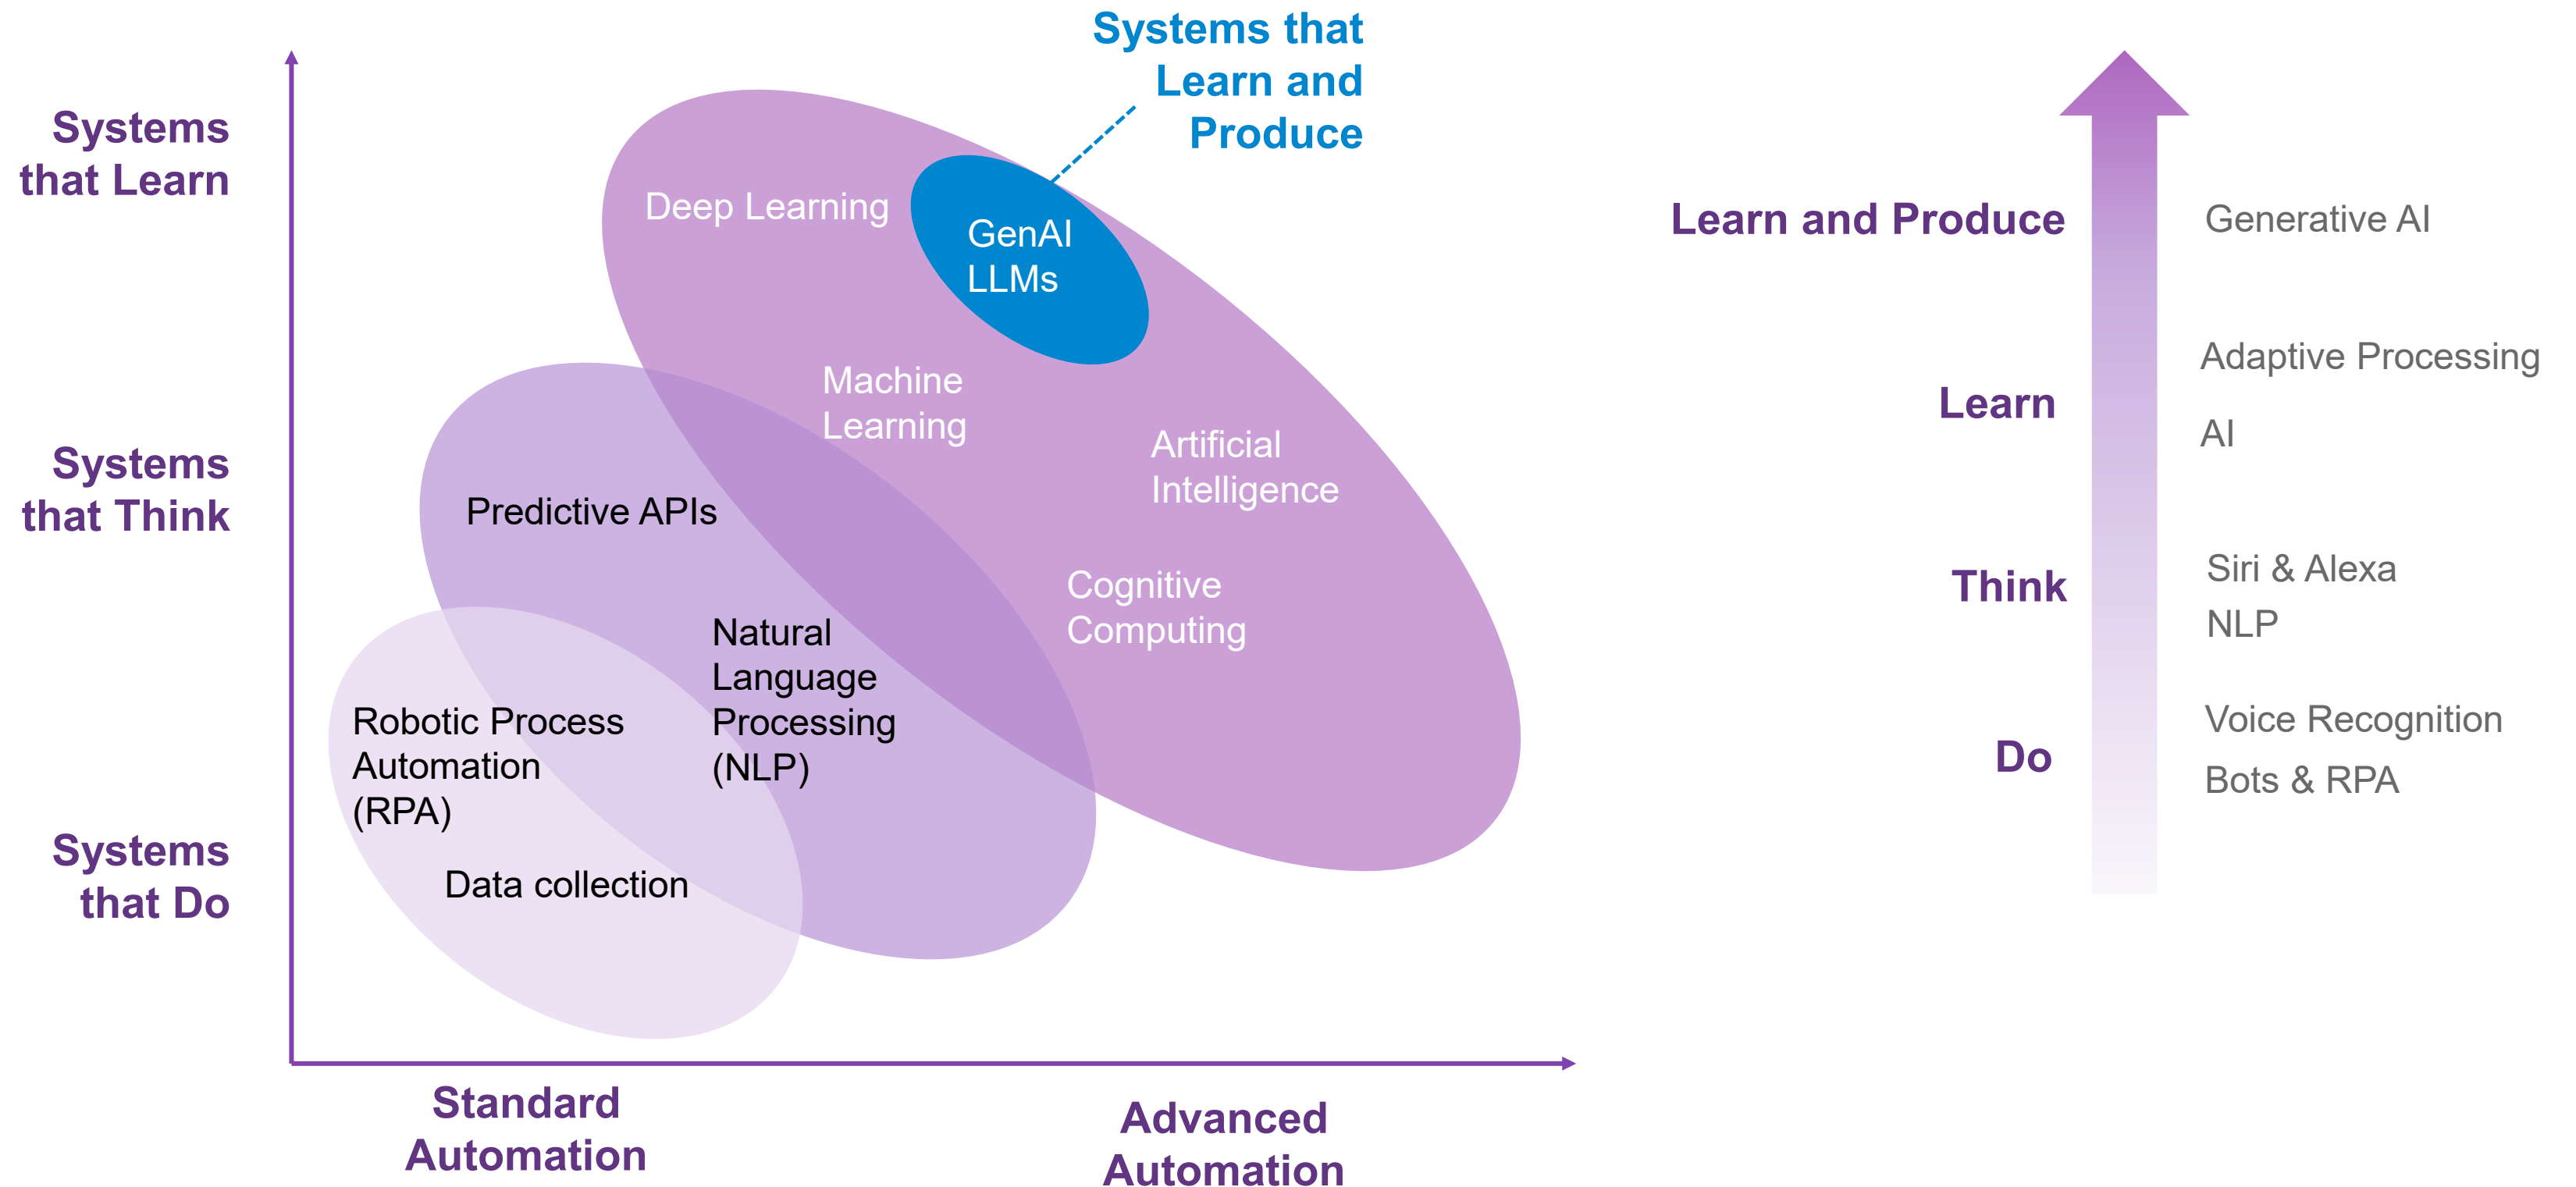 Systems that
Learn and
Produce
Systems
that Learn
Deep Learning
GenAI
LLMs
Machine
Learning
Artificial
Intelligence
Systems
that Think
Predictive APIs
Cognitive
Computing
Natural
Language
Processing
(NLP)
Robotic Process
Automation
(RPA)
Systems
that Do
Data collection
Standard
Automation
Advanced
Automation
Learn and Produce
Generative AI
Learn
Adaptive Processing
AI
Think
Siri & Alexa
NLP
Do
Voice Recognition
Bots & RPA